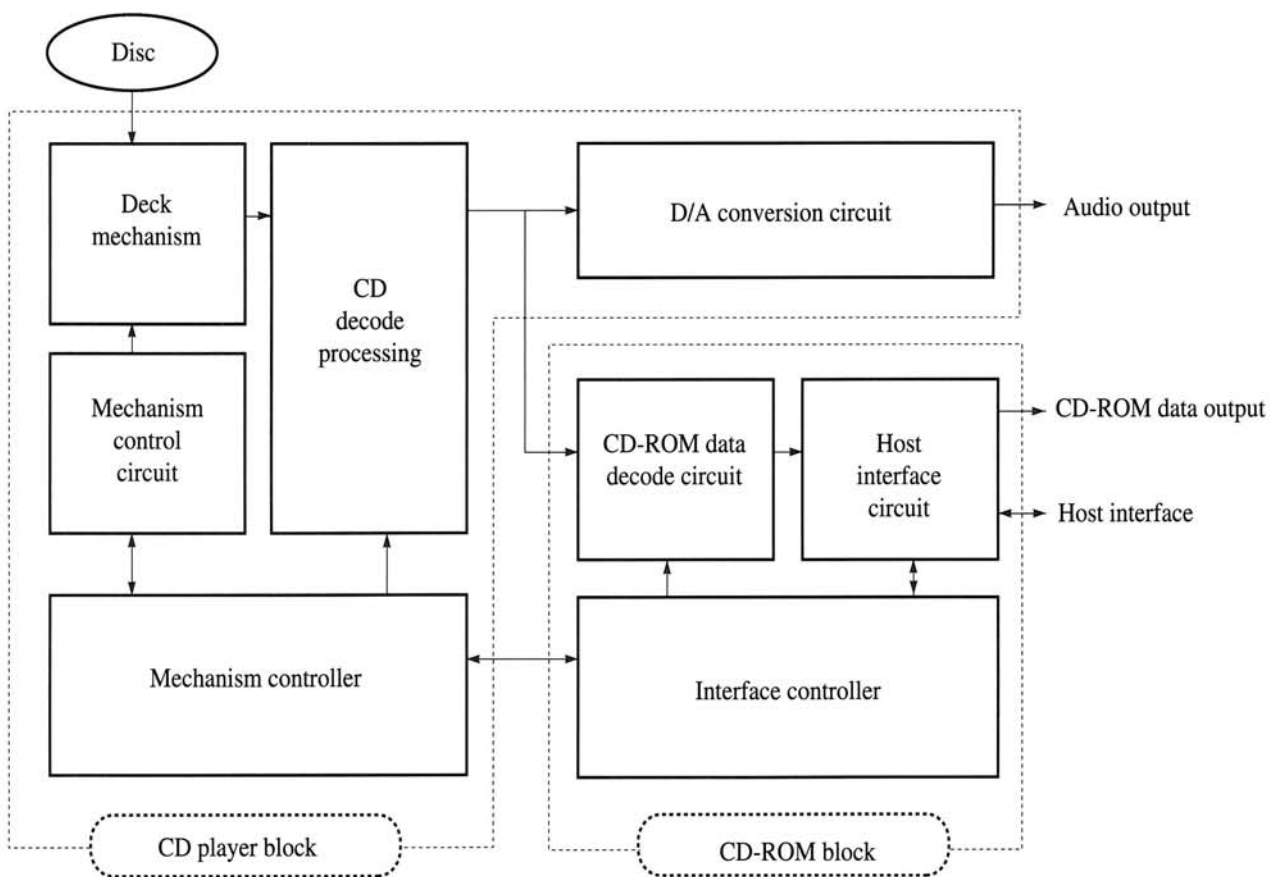 Disc
Deck
mechanism
CD
decode
processing
D/A conversion circuit
Audio output
Mechanism
control
circuit
CD-ROM data
decode circuit
Host
interface
circuit
CD-ROM data output
Host interface
Mechanism controller
Interface controller
CD player block
CD-ROM block